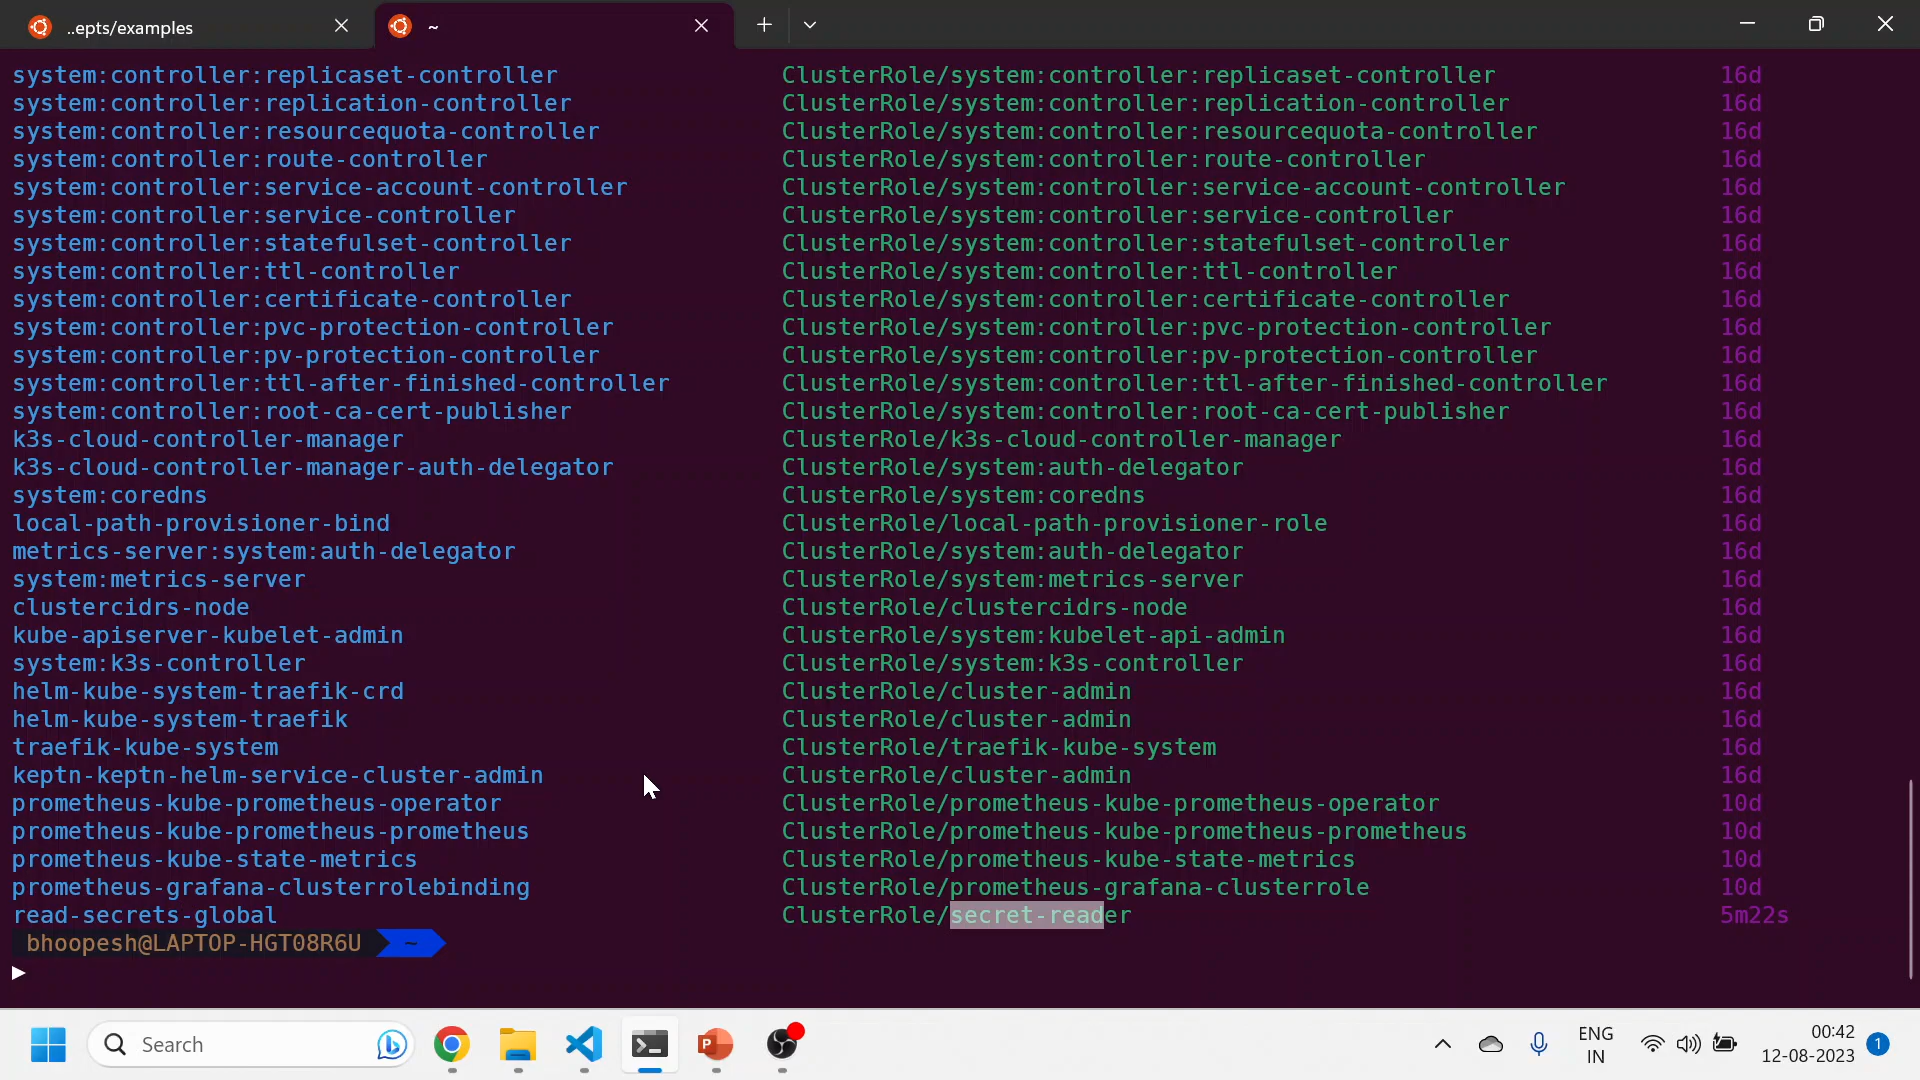 ..epts/examples
~
system:controller:replicaset-controller ClusterRole/system:controller:replicaset-controller 16d
system:controller:replication-controller ClusterRole/system:controller:replication-controller 16d
system:controller:resourcequota-controller ClusterRole/system:controller:resourcequota-controller 16d
system:controller:route-controller ClusterRole/system:controller:route-controller 16d
system:controller:service-account-controller ClusterRole/system:controller:service-account-controller 16d
system:controller:service-controller ClusterRole/system:controller:service-controller 16d
system:controller:statefulset-controller ClusterRole/system:controller:statefulset-controller 16d
system:controller:ttl-controller ClusterRole/system:controller:ttl-controller 16d
system:controller:certificate-controller ClusterRole/system:controller:certificate-controller 16d
system:controller:pvc-protection-controller ClusterRole/system:controller:pvc-protection-controller 16d
system:controller:pv-protection-controller ClusterRole/system:controller:pv-protection-controller 16d
system:controller:ttl-after-finished-controller ClusterRole/system:controller:ttl-after-finished-controller 16d
system:controller:root-ca-cert-publisher ClusterRole/system:controller:root-ca-cert-publisher 16d
k3s-cloud-controller-manager ClusterRole/k3s-cloud-controller-manager 16d
k3s-cloud-controller-manager-auth-delegator ClusterRole/system:auth-delegator 16d
system:coredns ClusterRole/system:coredns 16d
local-path-provisioner-bind ClusterRole/local-path-provisioner-role 16d
metrics-server:system:auth-delegator ClusterRole/system:auth-delegator 16d
system:metrics-server ClusterRole/system:metrics-server 16d
clustercidrs-node ClusterRole/clustercidrs-node 16d
kube-apiserver-kubelet-admin ClusterRole/system:kubelet-api-admin 16d
system:k3s-controller ClusterRole/system:k3s-controller 16d
helm-kube-system-traefik-crd ClusterRole/cluster-admin 16d
helm-kube-system-traefik ClusterRole/cluster-admin 16d
traefik-kube-system ClusterRole/traefik-kube-system 16d
keptn-keptn-helm-service-cluster-admin ClusterRole/cluster-admin 16d
prometheus-kube-prometheus-operator ClusterRole/prometheus-kube-prometheus-operator 10d
prometheus-kube-prometheus-prometheus ClusterRole/prometheus-kube-prometheus-prometheus 10d
prometheus-kube-state-metrics ClusterRole/prometheus-kube-state-metrics 10d
prometheus-grafana-clusterrolebinding ClusterRole/prometheus-grafana-clusterrole 10d
read-secrets-global ClusterRole/secret-reader 5m22s
bhoopesh@LAPTOP-HGT08R6U ~
Search
ENG
IN
00:42
12-08-2023
1